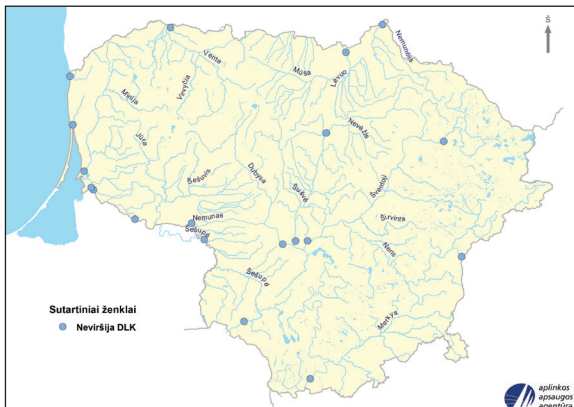 Š
Nemunėlis
Venta
Mūša
Lėvuo
Virvyčia
Minija
Nevėžis
Jūra
Dubysa
Šešuvis
Šušvė
Šventoji
Nemunas
Širvinta
Šešupė
Neris
Šešupė
Merkys
Sutartiniai ženklai
Neviršija DLK
aplinkos
apsaugos
agentūra